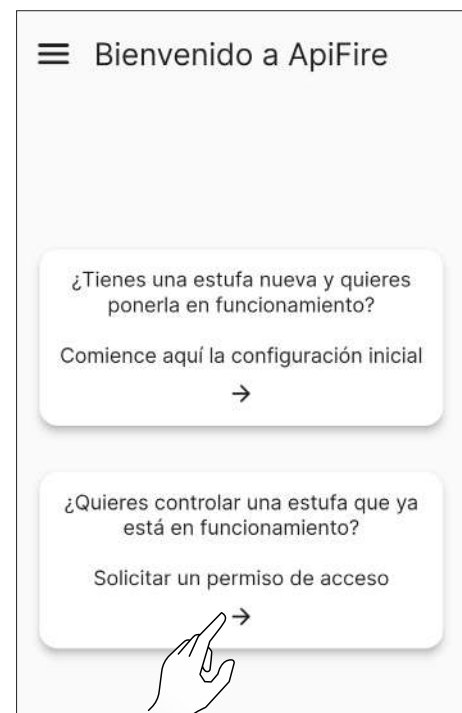 Bienvenido a ApiFire
¿Tienes una estufa nueva y quieres
ponerla en funcionamiento?
Comience aquí la configuración inicial
¿Quieres controlar una estufa que ya
está en funcionamiento?
Solicitar un permiso de acceso